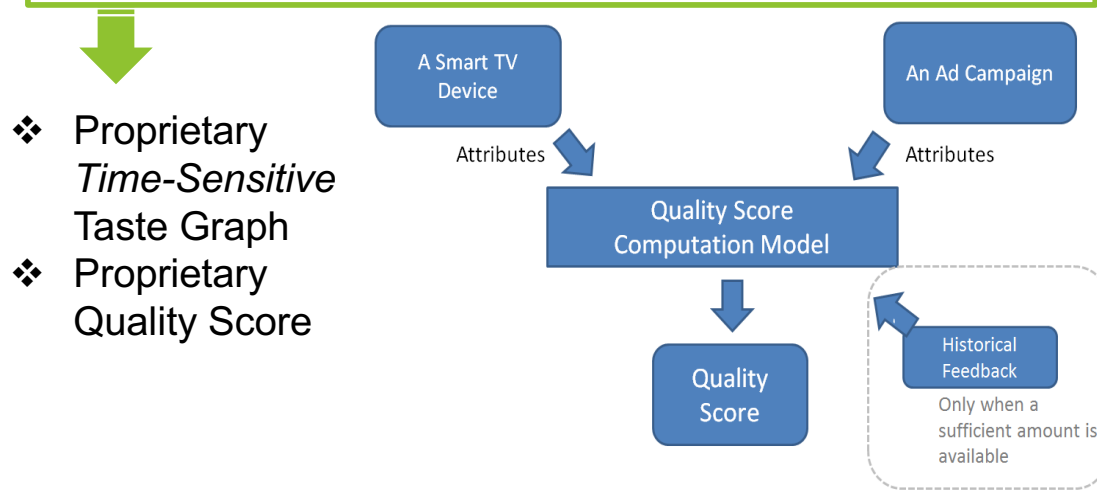 ❖ Proprietary
Time-Sensitive
Taste Graph
❖ Proprietary
Quality Score
A Smart TV
Device
An Ad Campaign
Attributes
Attributes
Quality Score
Computation Model
Quality
Score
Historical
Feedback
Only when a
sufficient amount is
available